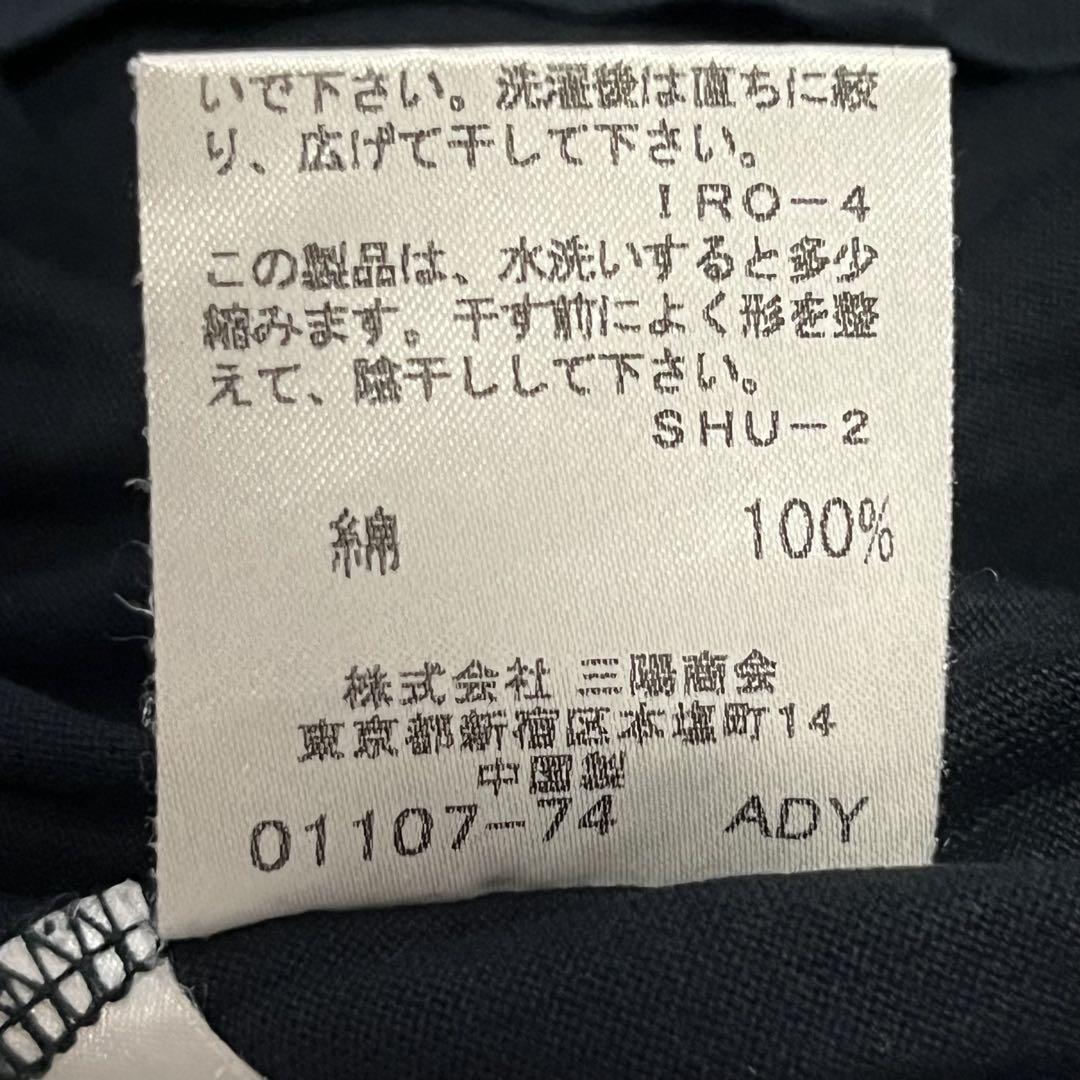 いで下さい。洗濯後は直ちに絞
り、広げて干して下さい。
IRO-4
この製品は、水洗いすると多少
縮みます。干す前によく形を整
えて、陰干しして下さい。
SHU-2
綿 100%
株式会社 三陽商会
東京都新宿区本塩町14
中国製
01107-74 ADY